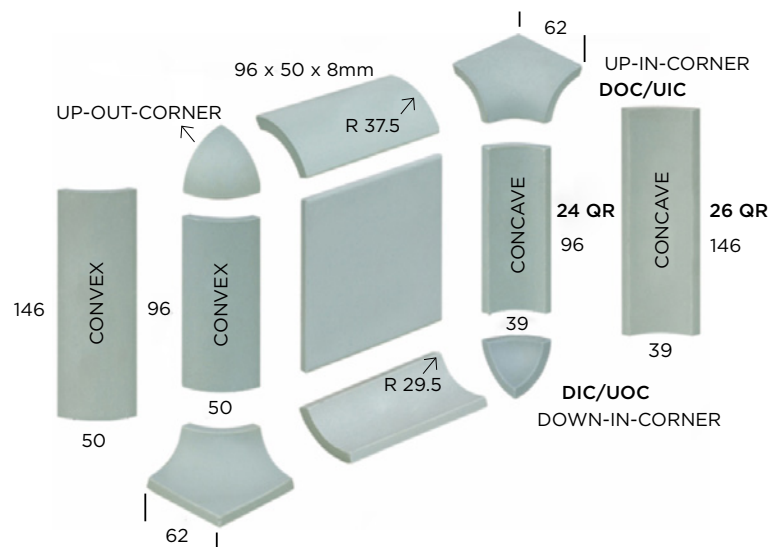 62
96 x 50 x 8mm
UP-IN-CORNER
DOC/UIC
UP-OUT-CORNER
R 37.5
CONVEX
146
CONVEX
96
CONCAVE
24 QR
96
CONCAVE
26 QR
146
39
39
R 29.5
50
50
DIC/UOC
DOWN-IN-CORNER
62